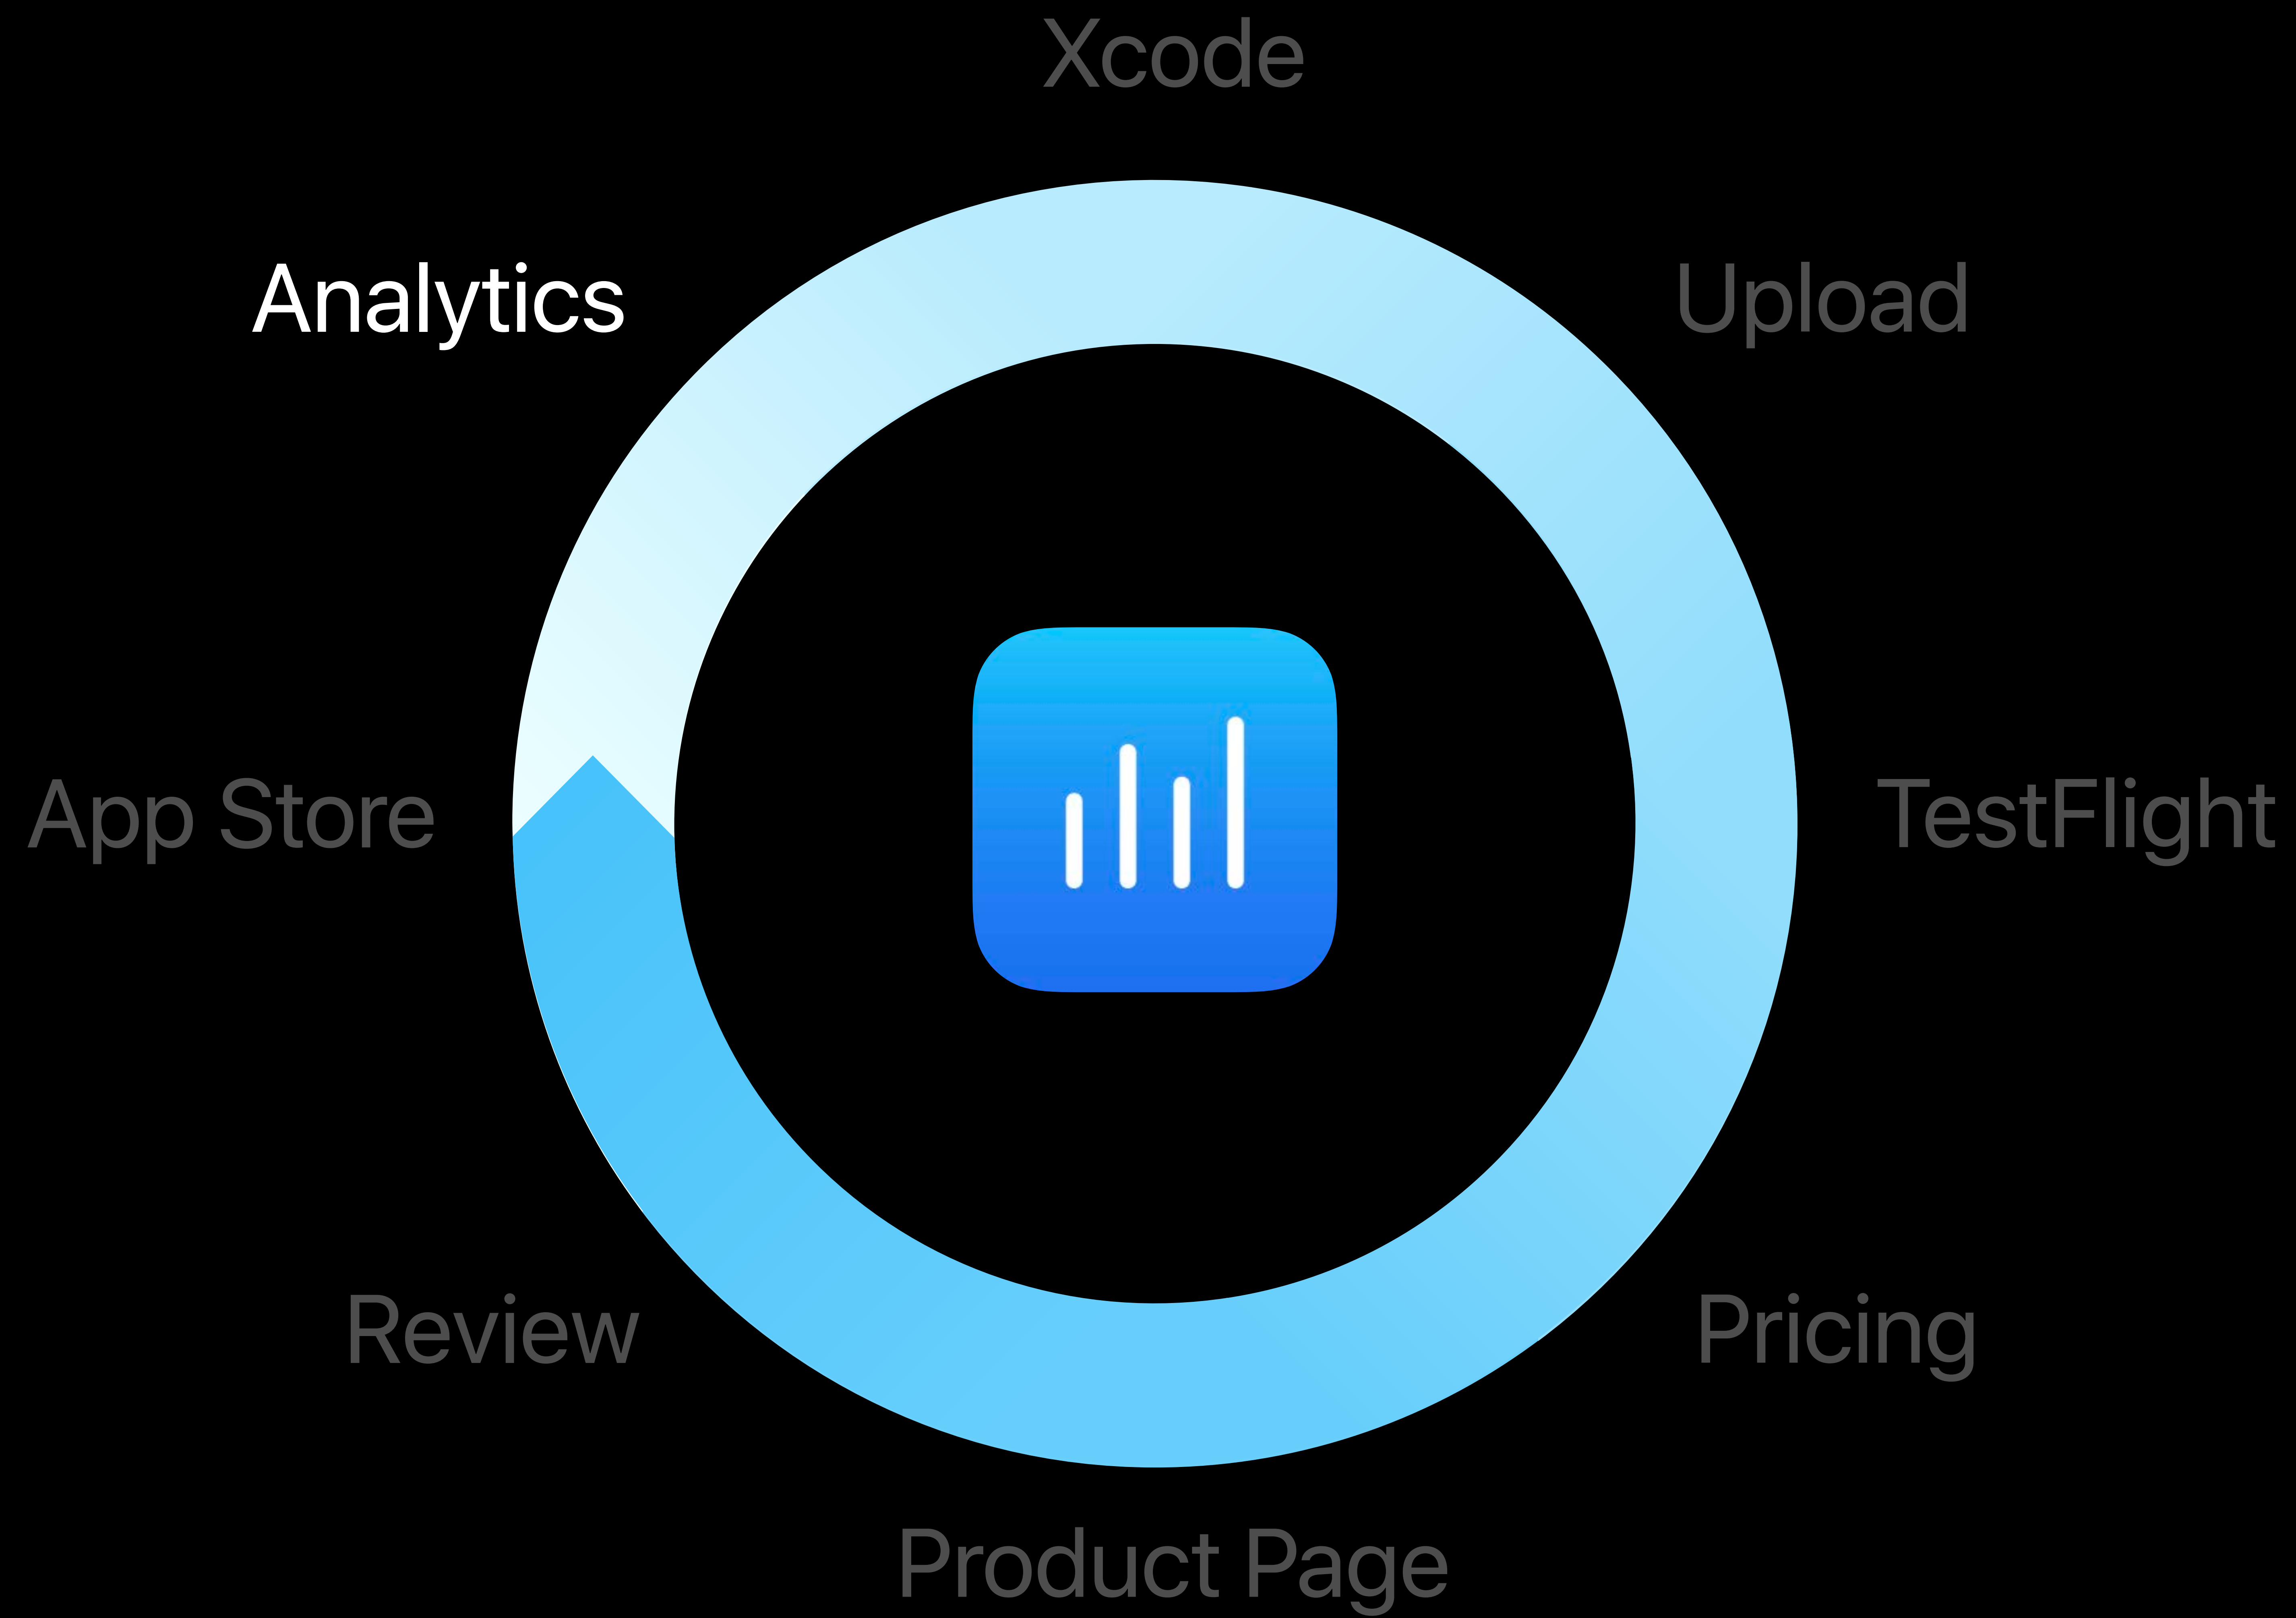 Xcode
Analytics
Upload
App Store
TestFlight
Review
Pricing
Product Page